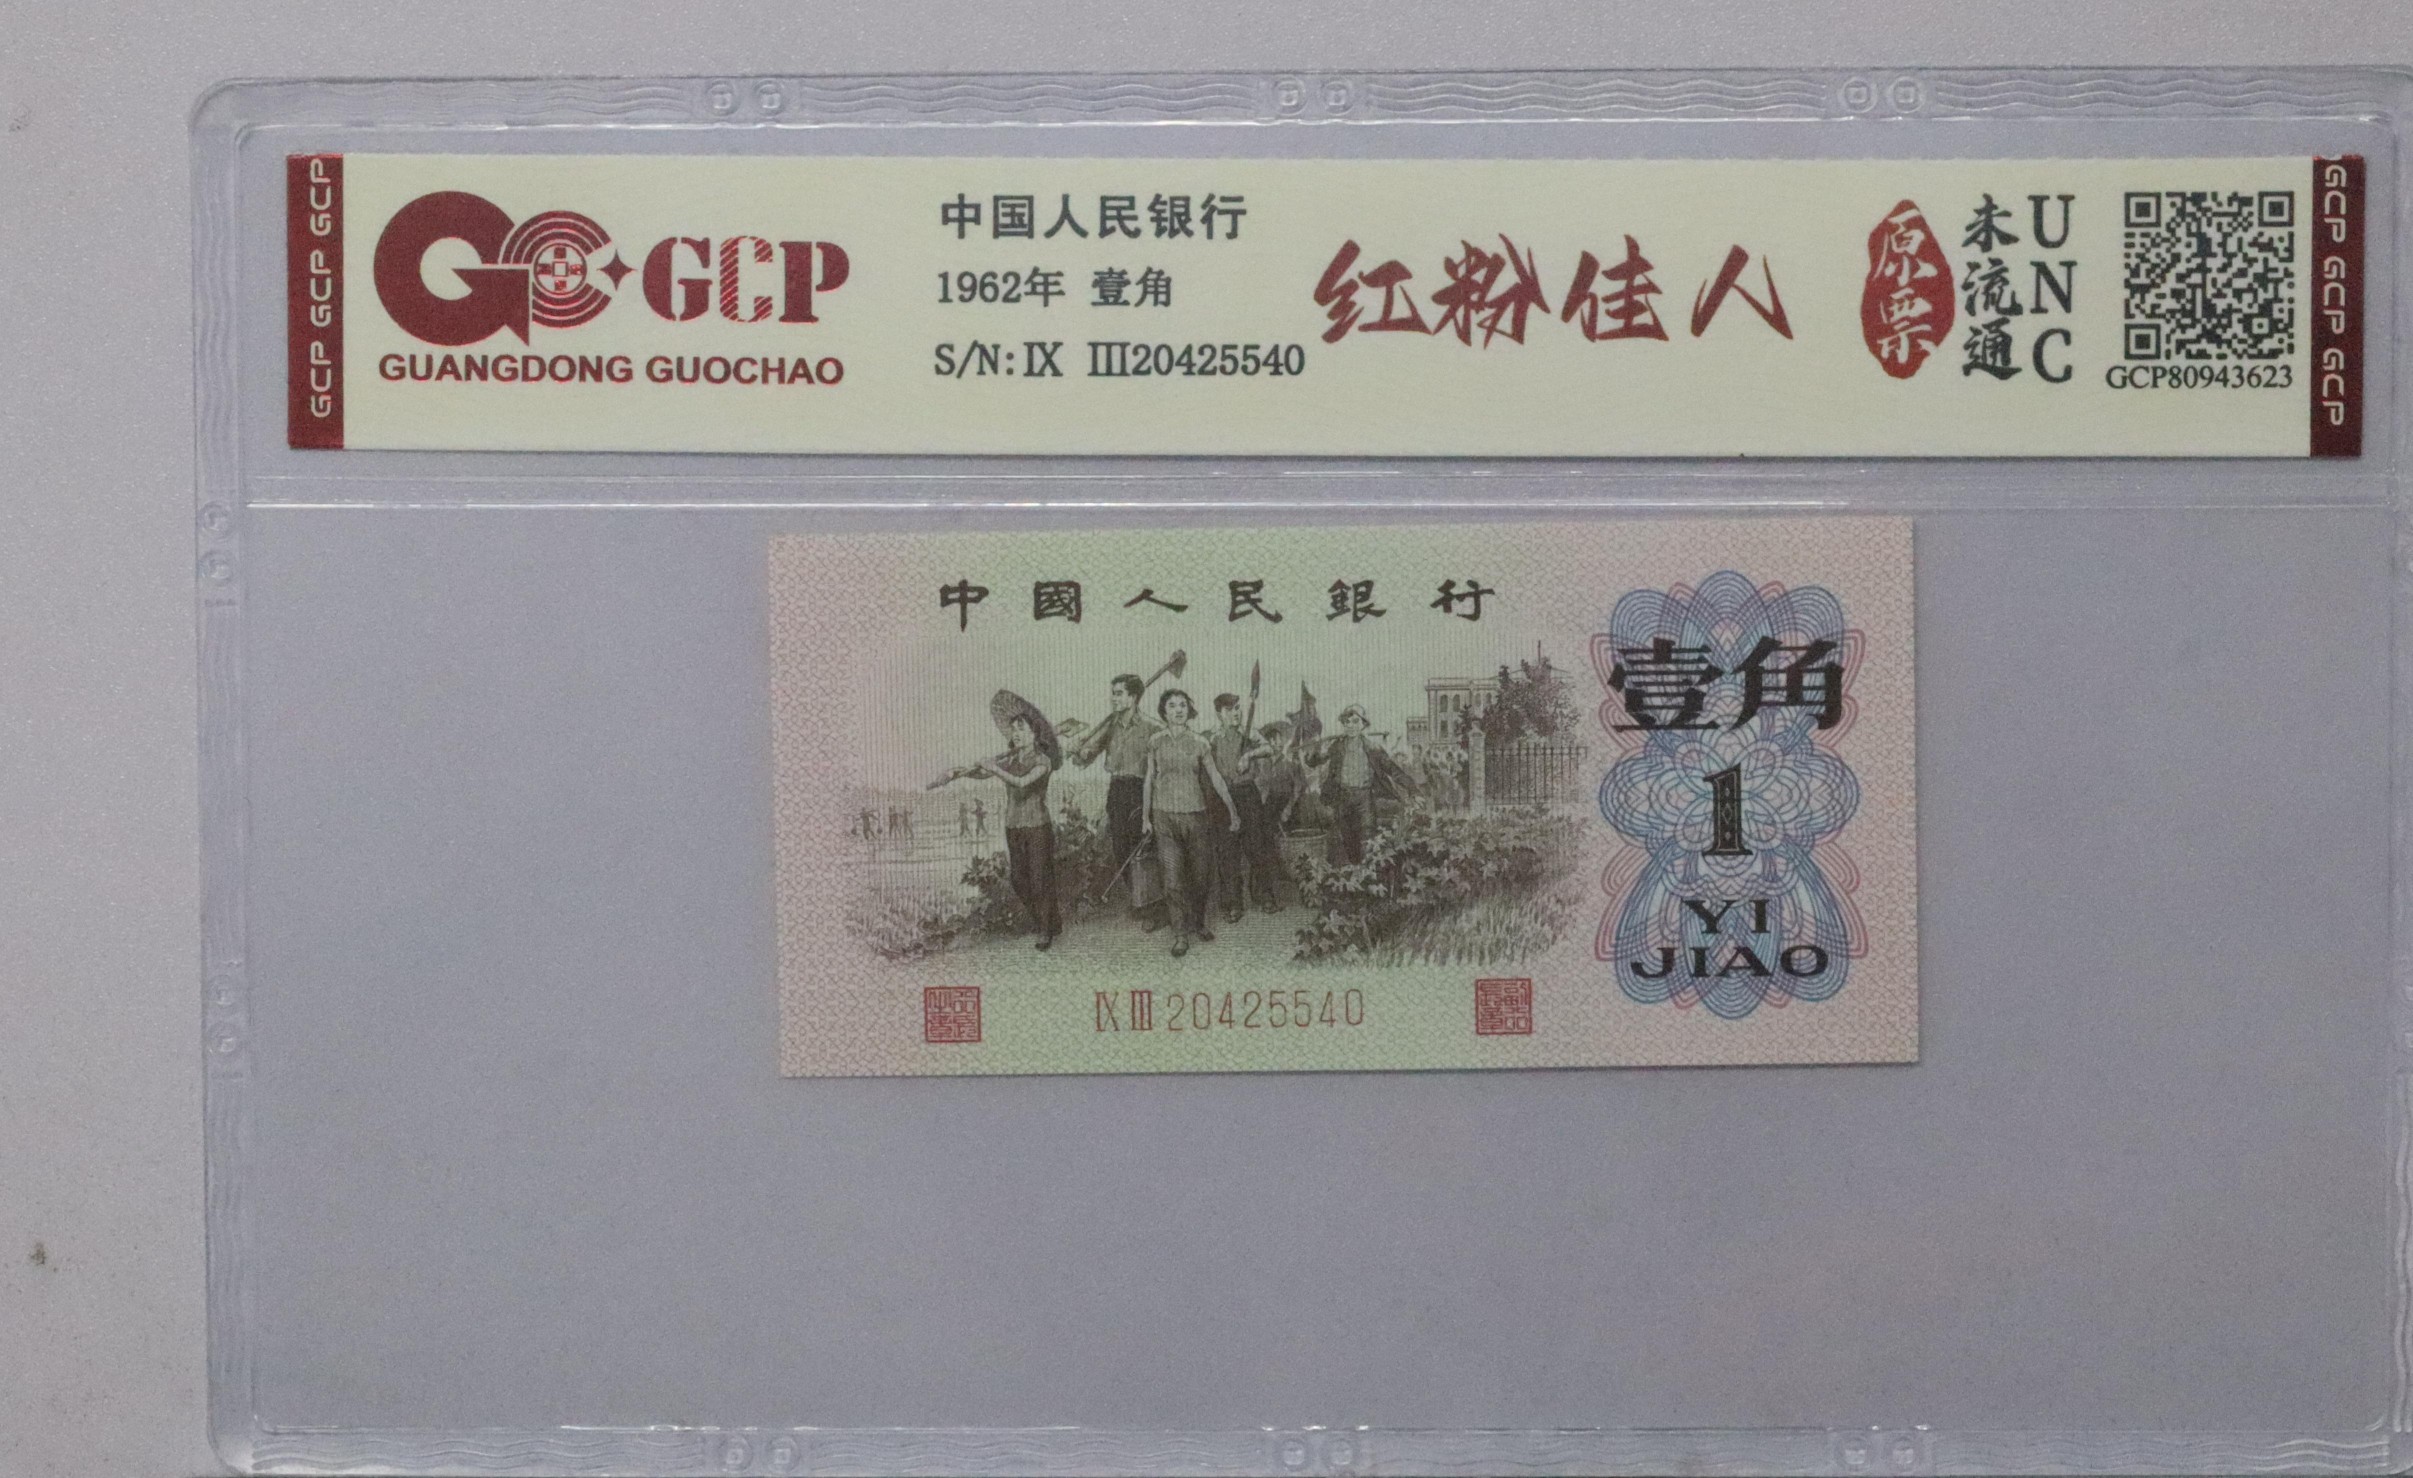 GCP GCP GCP
GCP
GUANGDONG GUOCHAO
中国人民银行
1962年 壹角
S/N: IX III20425540
红粉佳人
原票
未流通
UNC
GCP80943623
GCP GCP GCP
中國人民銀行
壹角
1
YI
JIAO
IX III 20425540